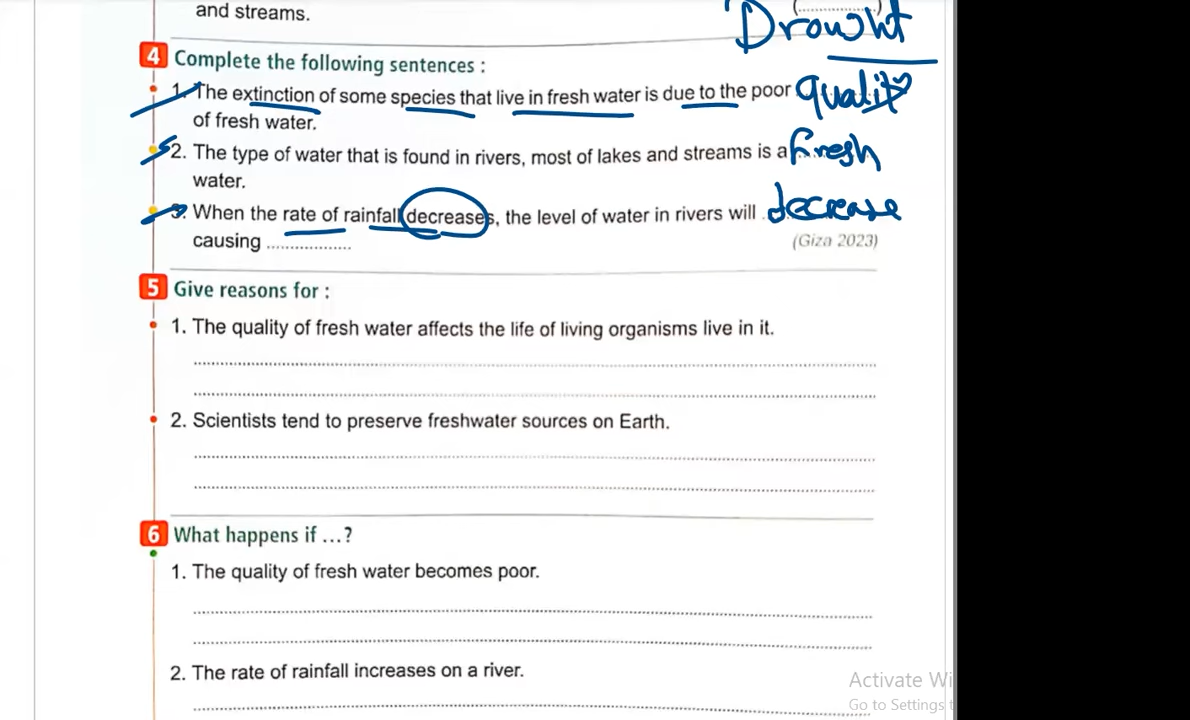 and streams.
(..................)
Drowht
4 Complete the following sentences :
1. The extinction of some species that live in fresh water is due to the poor quality
of fresh water.
2. The type of water that is found in rivers, most of lakes and streams is a fresh
water.
3. When the rate of rainfall decreases, the level of water in rivers will decrease
causing ..................
(Giza 2023)
5 Give reasons for :
1. The quality of fresh water affects the life of living organisms live in it.
2. Scientists tend to preserve freshwater sources on Earth.
6 What happens if ...?
1. The quality of fresh water becomes poor.
2. The rate of rainfall increases on a river.
Activate Wi
Go to Settings t